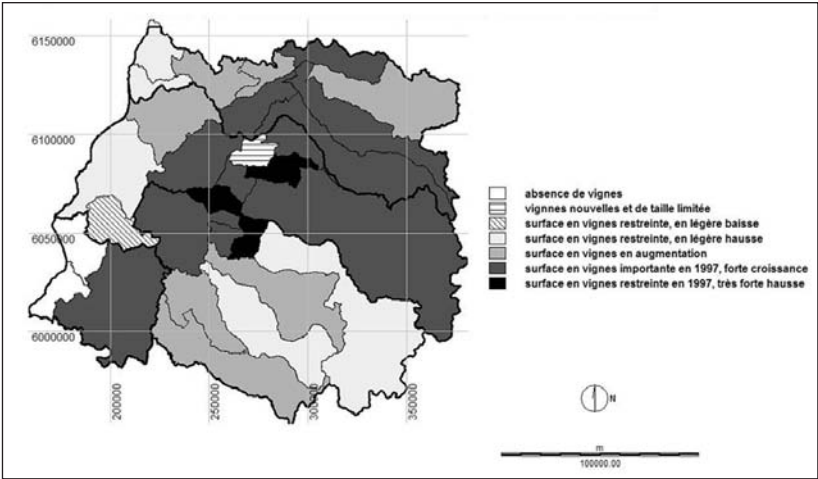 6150000
6100000
6050000
6000000
200000
250000
300000
350000
absence de vignes
vignnes nouvelles et de taille limitée
surface en vignes restreinte, en légère baisse
surface en vignes restreinte, en légère hausse
surface en vignes en augmentation
surface en vignes importante en 1997, forte croissance
surface en vignes restreinte en 1997, très forte hausse
N
m
100000.00